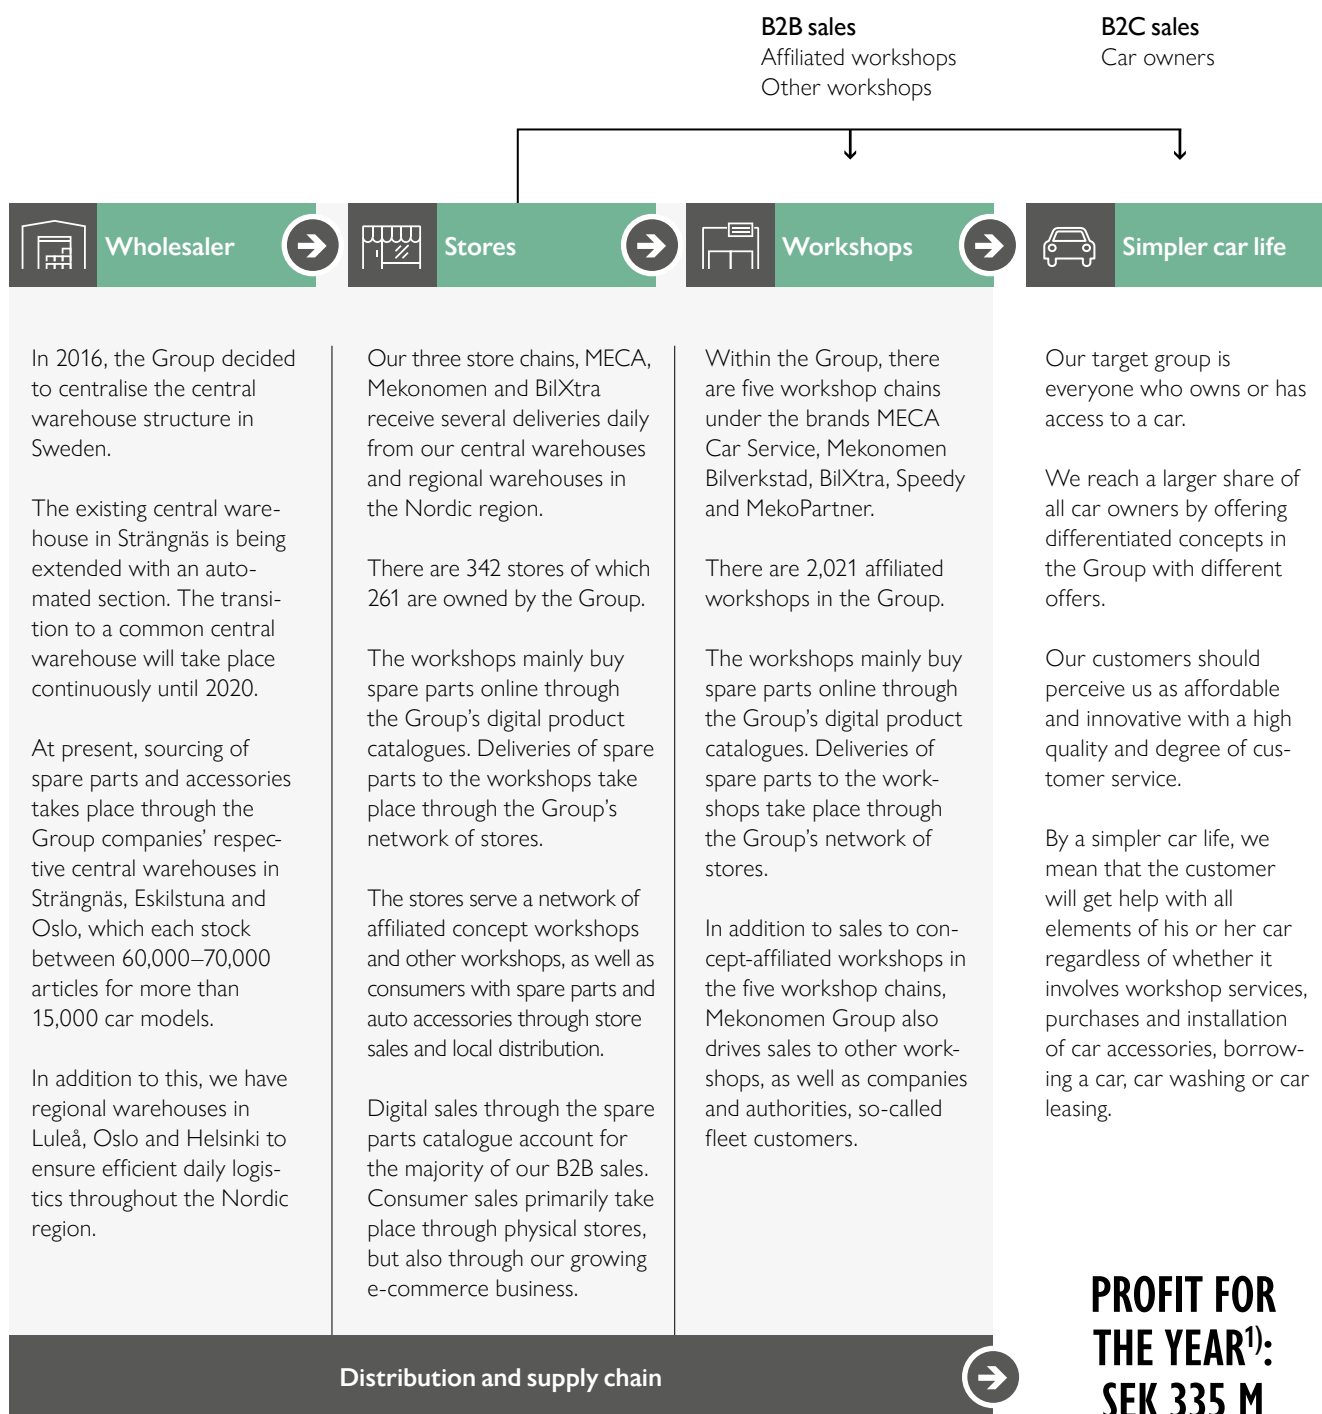 B2B sales
Affiliated workshops
Other workshops
B2C sales
Car owners
Wholesaler
In 2016, the Group decided
to centralise the central
warehouse structure in
Sweden.
The existing central ware-
house in Strängnäs is being
extended with an auto-
mated section. The transi-
tion to a common central
warehouse will take place
continuously until 2020.
At present, sourcing of
spare parts and accessories
takes place through the
Group companies’ respec-
tive central warehouses in
Strängnäs, Eskilstuna and
Oslo, which each stock
between 60,000–70,000
articles for more than
15,000 car models.
In addition to this, we have
regional warehouses in
Luleå, Oslo and Helsinki to
ensure efficient daily logis-
tics throughout the Nordic
region.
Stores
Our three store chains, MECA,
Mekonomen and BilXtra
receive several deliveries daily
from our central warehouses
and regional warehouses in
the Nordic region.
There are 342 stores of which
261 are owned by the Group.
The workshops mainly buy
spare parts online through
the Group’s digital product
catalogues. Deliveries of spare
parts to the workshops take
place through the Group’s
network of stores.
The stores serve a network of
affiliated concept workshops
and other workshops, as well as
consumers with spare parts and
auto accessories through store
sales and local distribution.
Digital sales through the spare
parts catalogue account for
the majority of our B2B sales.
Consumer sales primarily take
place through physical stores,
but also through our growing
e-commerce business.
Workshops
Within the Group, there
are five workshop chains
under the brands MECA
Car Service, Mekonomen
Bilverkstad, BilXtra, Speedy
and MekoPartner.
There are 2,021 affiliated
workshops in the Group.
The workshops mainly buy
spare parts online through
the Group’s digital product
catalogues. Deliveries of
spare parts to the work-
shops take place through
the Group’s network of
stores.
In addition to sales to con-
cept-affiliated workshops in
the five workshop chains,
Mekonomen Group also
drives sales to other work-
shops, as well as companies
and authorities, so-called
fleet customers.
Simpler car life
Our target group is
everyone who owns or has
access to a car.
We reach a larger share of
all car owners by offering
differentiated concepts in
the Group with different
offers.
Our customers should
perceive us as affordable
and innovative with a high
quality and degree of cus-
tomer service.
By a simpler car life, we
mean that the customer
will get help with all
elements of his or her car
regardless of whether it
involves workshop services,
purchases and installation
of car accessories, borrow-
ing a car, car washing or car
leasing.
Distribution and supply chain
PROFIT FOR
THE YEAR1):
SEK 335 M